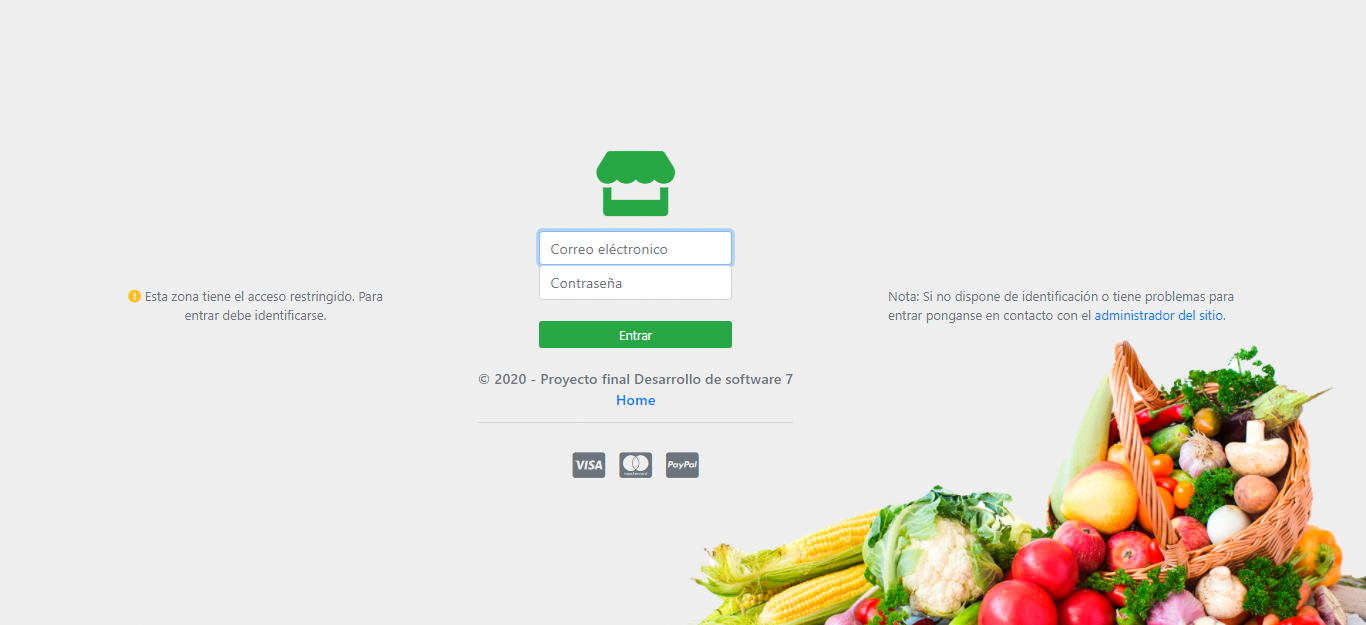 Correo eléctronico
Contraseña
Esta zona tiene el acceso restringido. Para
entrar debe identificarse.
Nota: Si no dispone de identificación o tiene problemas para
entrar ponganse en contacto con el administrador del sitio.
Entrar
© 2020 - Proyecto final Desarrollo de software 7
Home
VISA
mastercard
PayPal